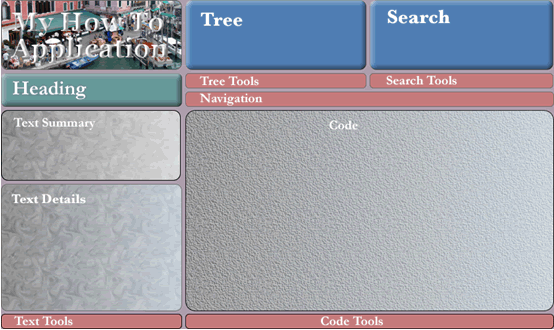 My How To
Application
Tree
Search
Tree Tools
Search Tools
Heading
Navigation
Text Summary
Code
Text Details
Text Tools
Code Tools